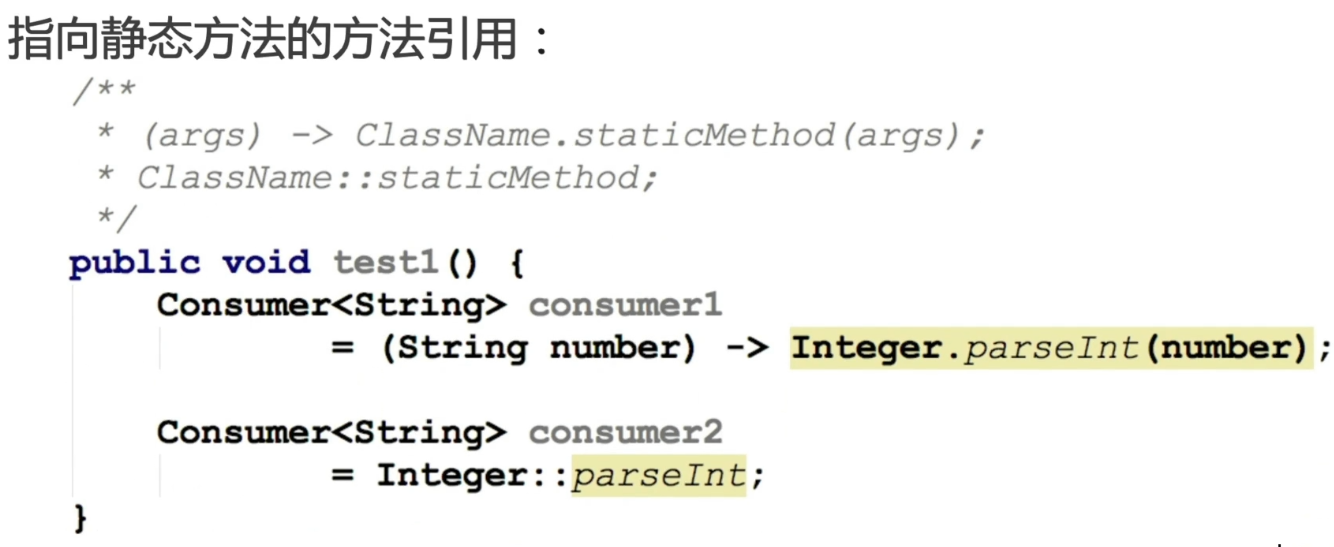 指向静态方法的方法引用：
/**
* (args) -> ClassName.staticMethod(args);
* ClassName::staticMethod;
*/
public void test1() {
Consumer<String> consumer1
= (String number) -> Integer.parseInt(number);
Consumer<String> consumer2
= Integer::parseInt;
}